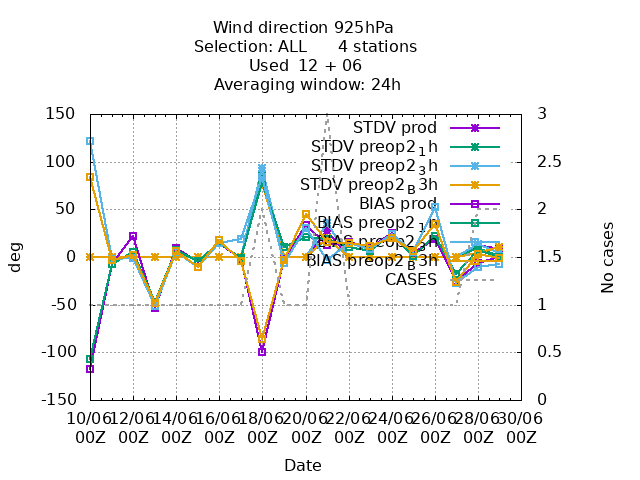 Wind direction 925hPa
Selection: ALL 4 stations
Used 12 + 06
Averaging window: 24h
150 3
STDV prod
STDV preop2_1h
100 2.5
STDV preop2_3h
STDV preop2_B3h
50 2
BIAS prod
BIAS preop2_1h
0 1.5
BIAS preop2_3h
BIAS preop2_B3h
CASES
-50 1
-100 0.5
-150 0
deg
No cases
10/06 12/06 14/06 16/06 18/06 20/06 22/06 24/06 26/06 28/06 30/06
00Z 00Z 00Z 00Z 00Z 00Z 00Z 00Z 00Z 00Z 00Z
Date